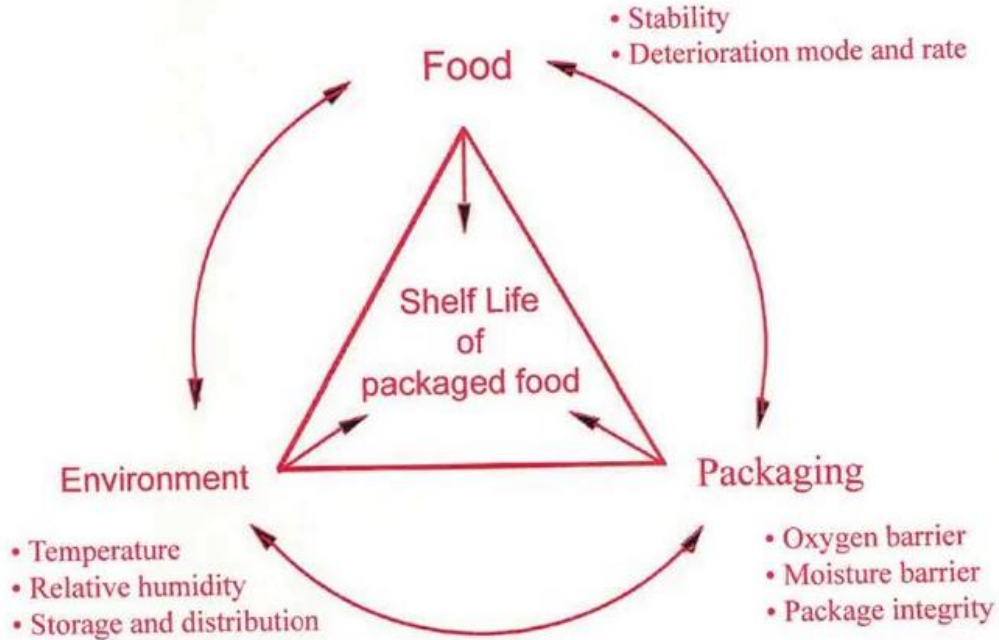 • Stability
• Deterioration mode and rate
Food
Shelf Life
of
packaged food
Environment
• Temperature
• Relative humidity
• Storage and distribution
Packaging
• Oxygen barrier
• Moisture barrier
• Package integrity